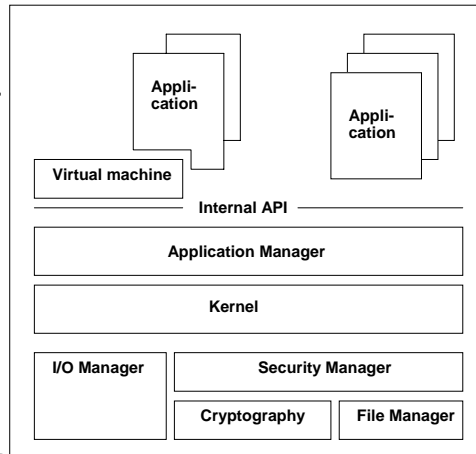 Appli-
cation
Appli-
cation
Virtual machine
Internal API
Application Manager
Kernel
I/O Manager
Security Manager
Cryptography
File Manager